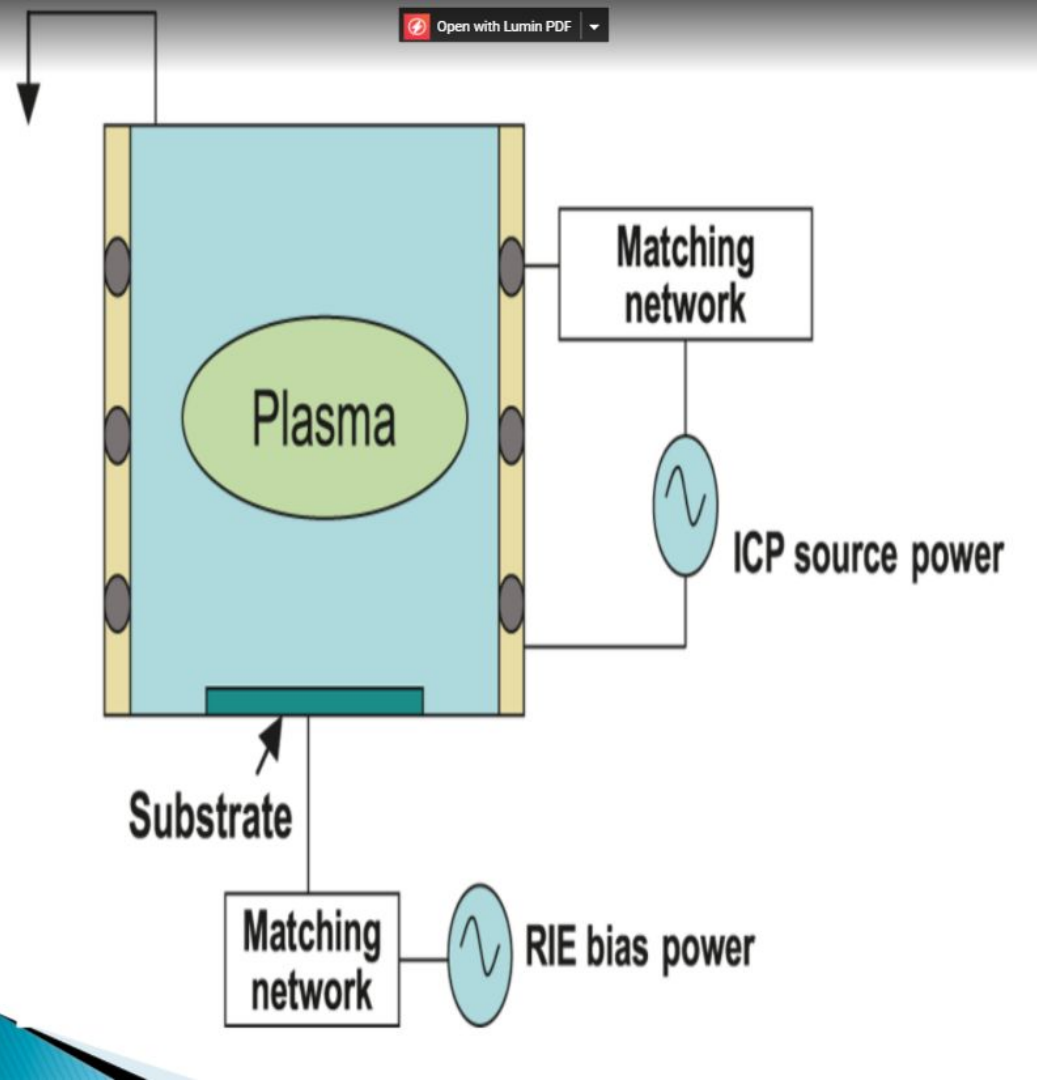 Open with Lumin PDF
Matching
network
Plasma
ICP source power
Substrate
Matching
network
RIE bias power